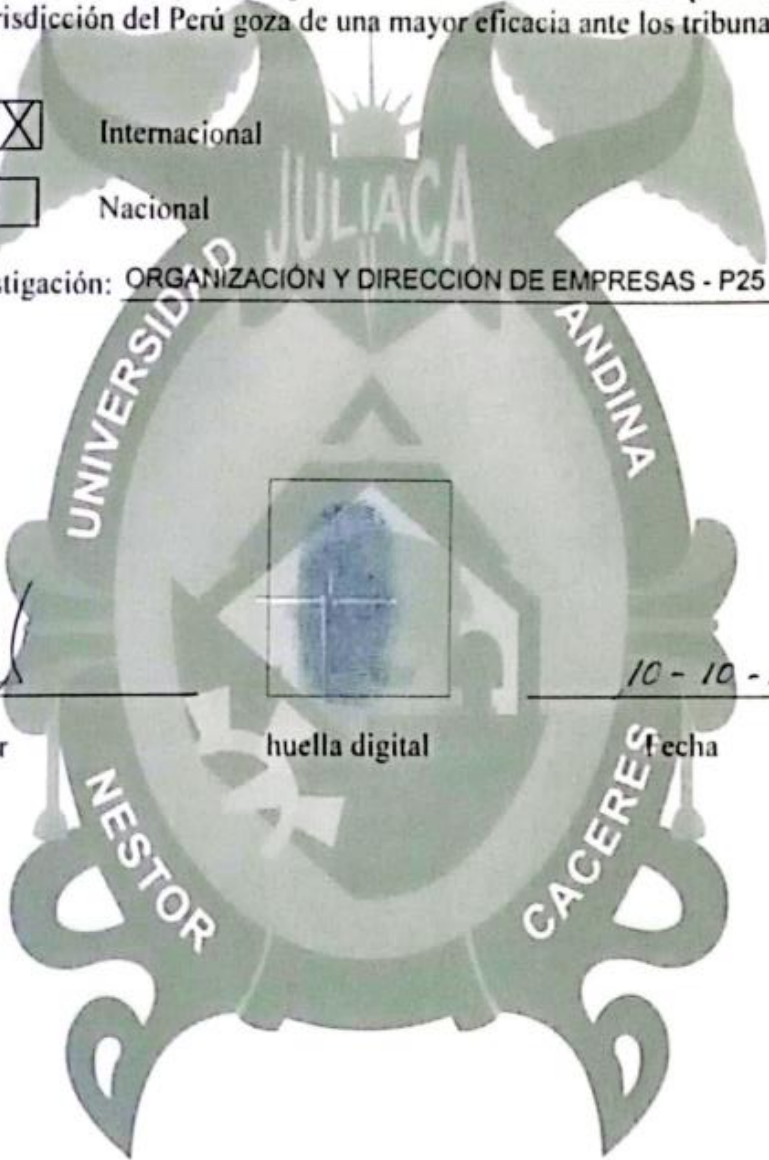 risdicción del Perú goza de una mayor eficacia ante los tribuna
X Internacional
Nacional
JULIACA
stigación: ORGANIZACIÓN Y DIRECCIÓN DE EMPRESAS - P25
UNIVERSIDAD
ANDINA
10 - 10 -
r
huella digital
Fecha
NESTOR
CACERES